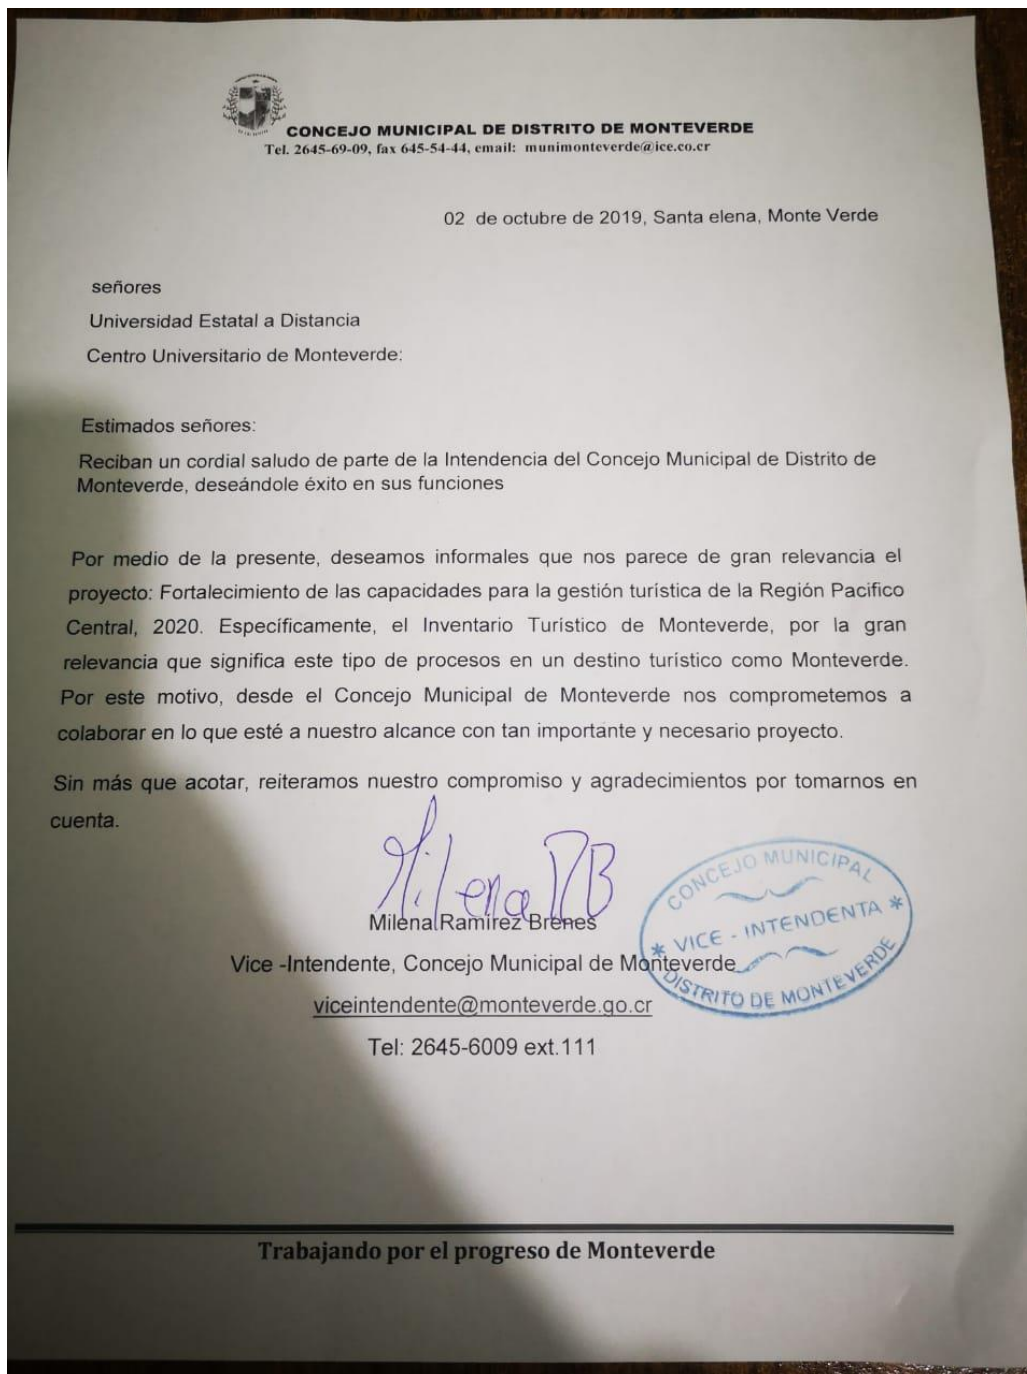 CONCEJO MUNICIPAL DE DISTRITO DE MONTEVERDE
Tel. 2645-69-09, fax 645-54-44, email: munimonteverde@ice.co.cr
02 de octubre de 2019, Santa elena, Monte Verde
señores
Universidad Estatal a Distancia
Centro Universitario de Monteverde:
Estimados señores:
Reciban un cordial saludo de parte de la Intendencia del Concejo Municipal de Distrito de
Monteverde, deseándole éxito en sus funciones
Por medio de la presente, deseamos informales que nos parece de gran relevancia el
proyecto: Fortalecimiento de las capacidades para la gestión turística de la Región Pacifico
Central, 2020. Específicamente, el Inventario Turístico de Monteverde, por la gran
relevancia que significa este tipo de procesos en un destino turístico como Monteverde.
Por este motivo, desde el Concejo Municipal de Monteverde nos comprometemos a
colaborar en lo que esté a nuestro alcance con tan importante y necesario proyecto.
Sin más que acotar, reiteramos nuestro compromiso y agradecimientos por tomarnos en
cuenta.
Milena RB
Milena Ramírez Brenes
Vice -Intendente, Concejo Municipal de Monteverde
viceintendente@monteverde.go.cr
Tel: 2645-6009 ext.111
CONCEJO MUNICIPAL
* VICE - INTENDENTA *
DISTRITO DE MONTEVERDE
Trabajando por el progreso de Monteverde